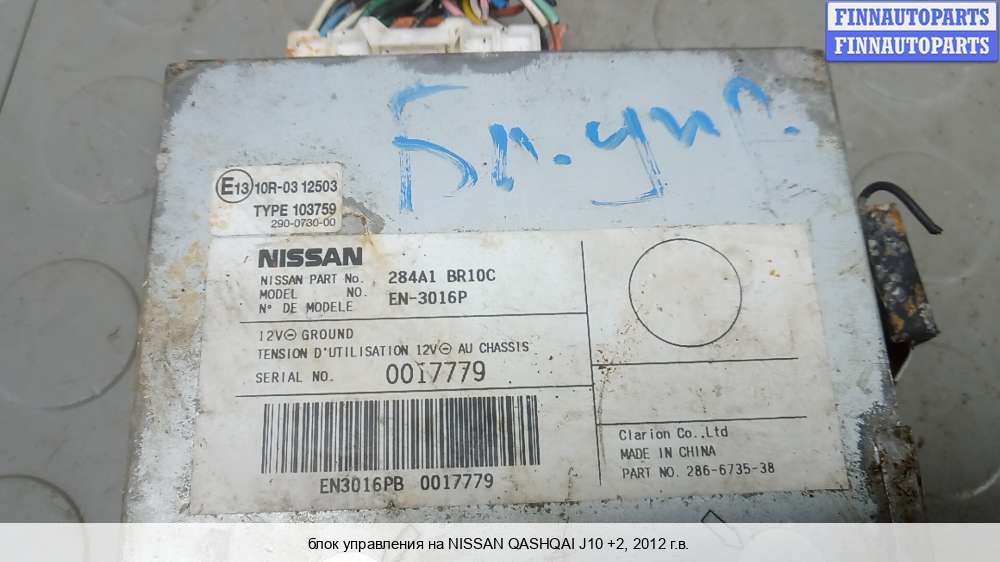 FINNAUTOPARTS
FINNAUTOPARTS
Бл. упр.
E13 10R-03 12503
TYPE 103759
290-0730-00
NISSAN
NISSAN PART No. 284A1 BR10C
MODEL NO. EN-3016P
N° DE MODELE
12V⊖ GROUND
TENSION D'UTILISATION 12V⊖ AU CHASSIS
SERIAL NO. 0017779
EN3016PB 0017779
Clarion Co.,Ltd
MADE IN CHINA
PART NO. 286-6735-38
блок управления на NISSAN QASHQAI J10 +2, 2012 г.в.